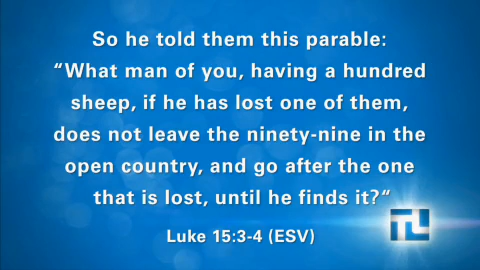 So he told them this parable:
“What man of you, having a hundred
sheep, if he has lost one of them,
does not leave the ninety-nine in the
open country, and go after the one
that is lost, until he finds it?“
Luke 15:3-4 (ESV)